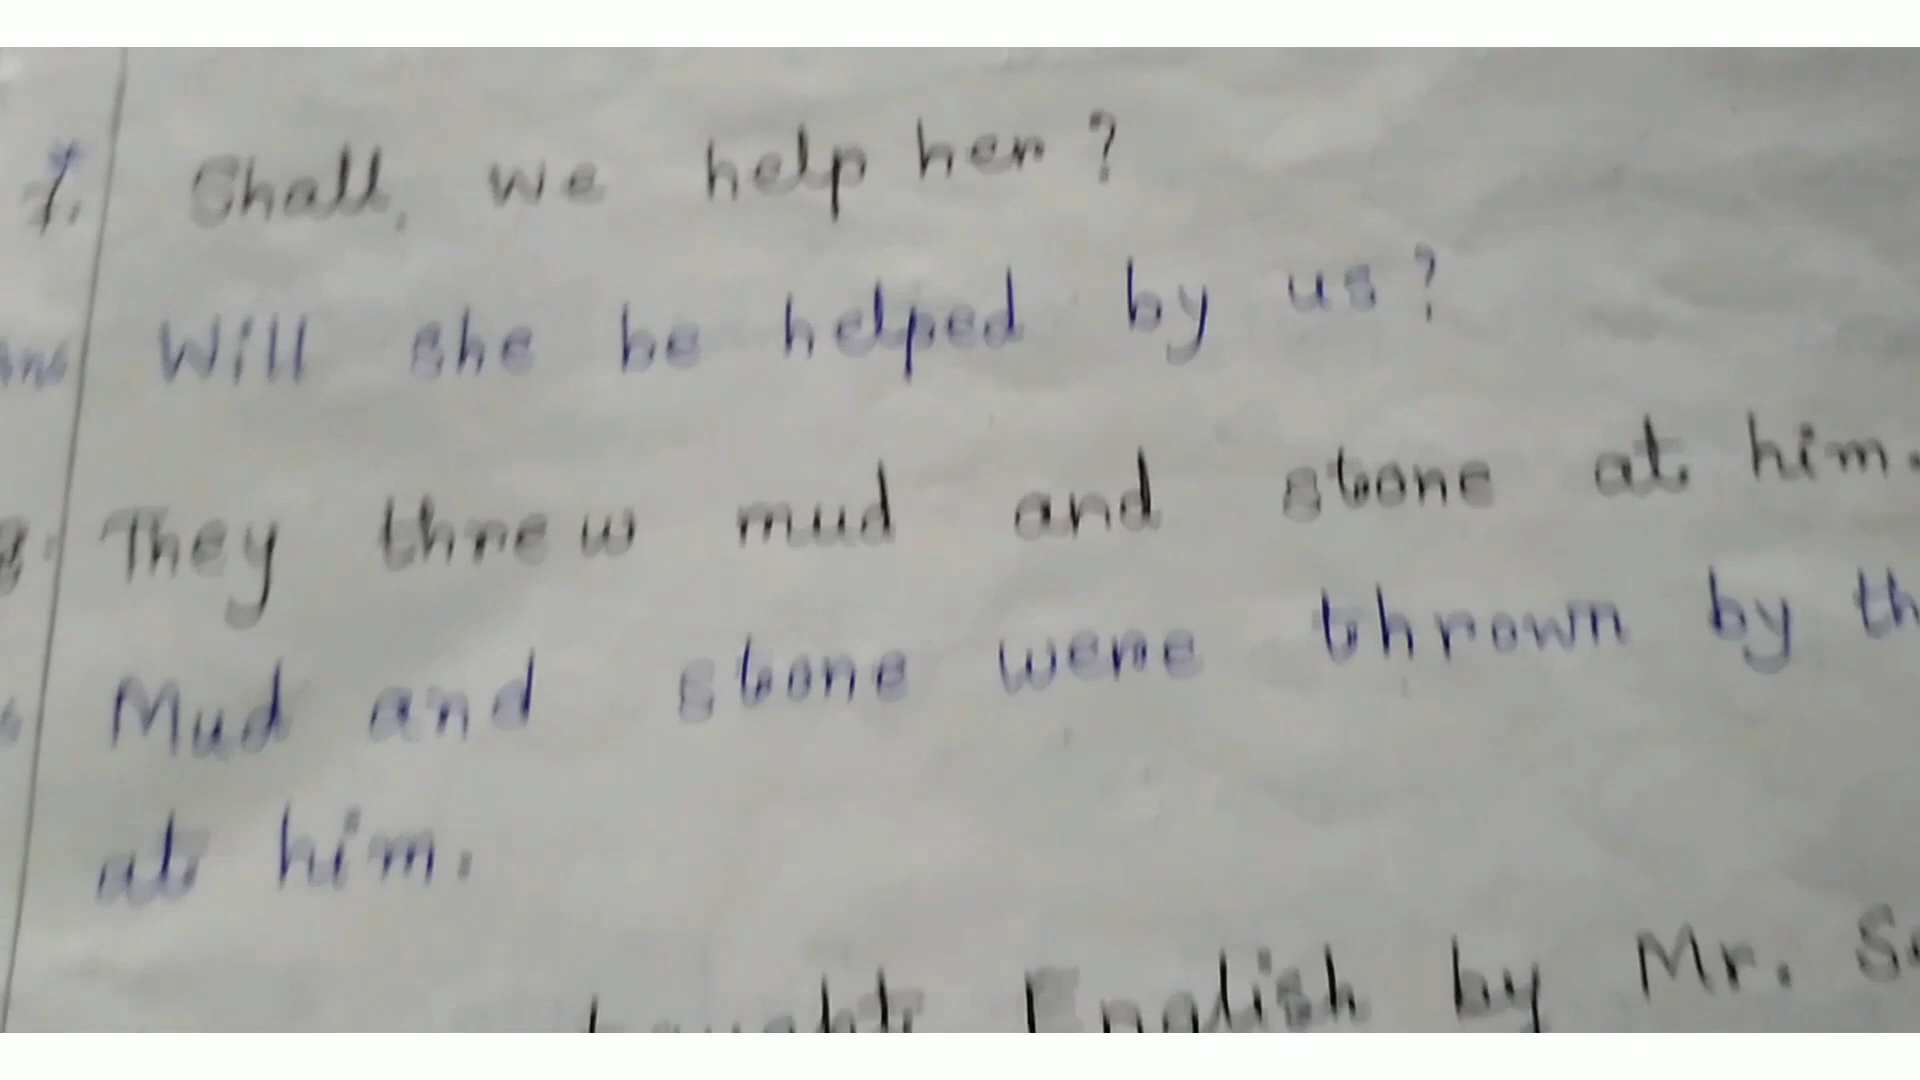 7. Shall, we help her?
Ans Will she be helped by us?
8. They threw mud and stone at him.
Mud and stone were thrown by
at him.
English by Mr.